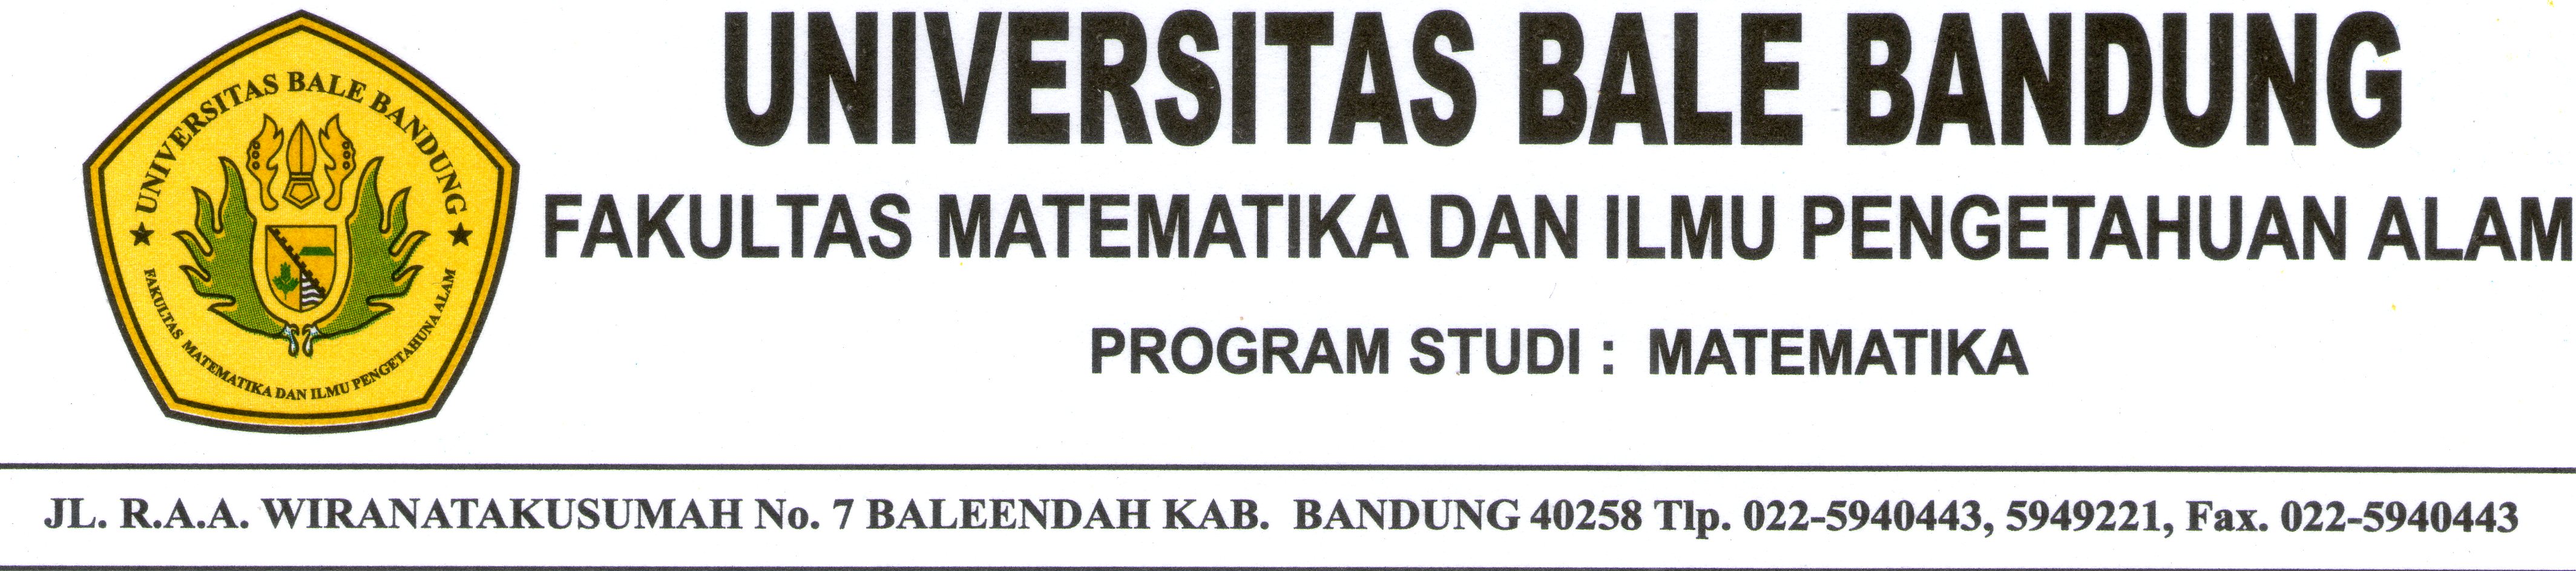 UNIVERSITAS BALE BANDUNG
FAKULTAS MATEMATIKA DAN ILMU PENGETAHUNA ALAM
UNIVERSITAS BALE BANDUNG
FAKULTAS MATEMATIKA DAN ILMU PENGETAHUAN ALAM
PROGRAM STUDI : MATEMATIKA
JL. R.A.A. WIRANATAKUSUMAH No. 7 BALEENDAH KAB. BANDUNG 40258 Tlp. 022-5940443, 5949221, Fax. 022-5940443